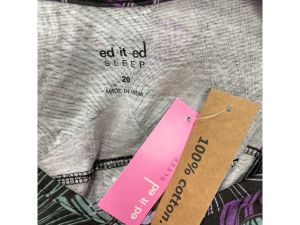 ed·it·ed
SLEEP
20
MADE IN INDIA
ed·it·ed
SLEEP
100% cotton.